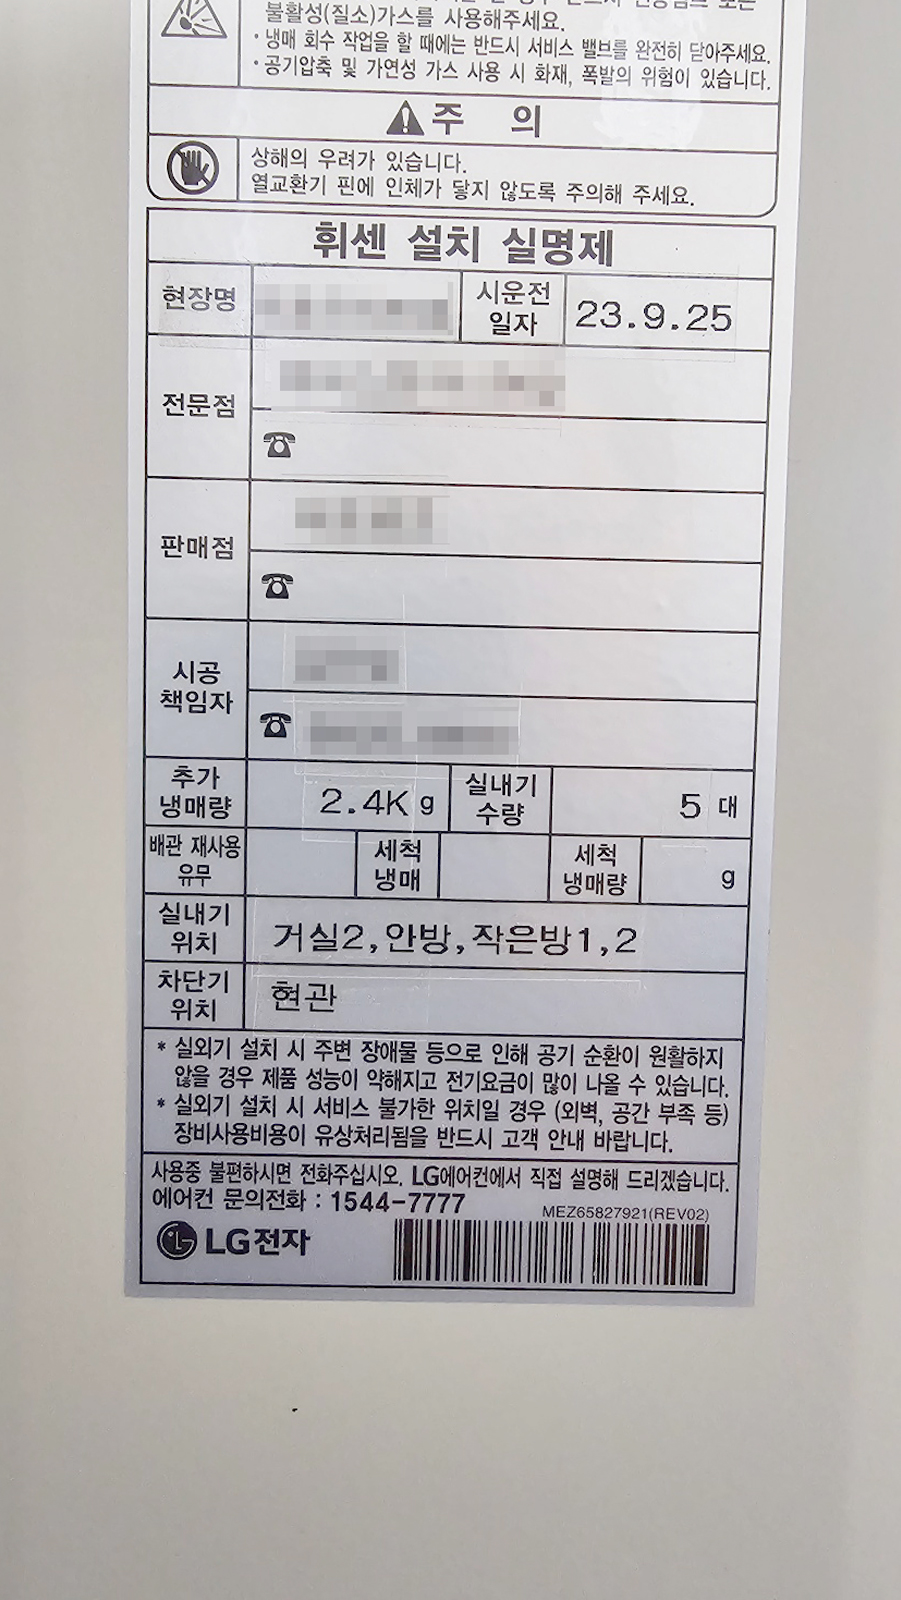 불활성(질소)가스를 사용해주세요.
• 냉매 회수 작업을 할 때에는 반드시 서비스 밸브를 완전히 닫아주세요.
• 공기압축 및 가연성 가스 사용 시 화재, 폭발의 위험이 있습니다.
주 의
상해의 우려가 있습니다.
열교환기 핀에 인체가 닿지 않도록 주의해 주세요.
휘센 설치 실명제
현장명
시운전 일자
23.9.25
전문점
☎
판매점
☎
시공 책임자
☎
추가 냉매량
2.4K g
실내기 수량
5 대
배관 재사용 유무
세척 냉매
세척 냉매량
g
실내기 위치
거실2,안방,작은방1,2
차단기 위치
현관
* 실외기 설치 시 주변 장애물 등으로 인해 공기 순환이 원활하지
않을 경우 제품 성능이 약해지고 전기요금이 많이 나올 수 있습니다.
* 실외기 설치 시 서비스 불가한 위치일 경우 (외벽, 공간 부족 등)
장비사용비용이 유상처리됨을 반드시 고객 안내 바랍니다.
사용중 불편하시면 전화주십시오. LG에어컨에서 직접 설명해 드리겠습니다.
에어컨 문의전화 : 1544-7777
MEZ65827921(REV02)
LG전자